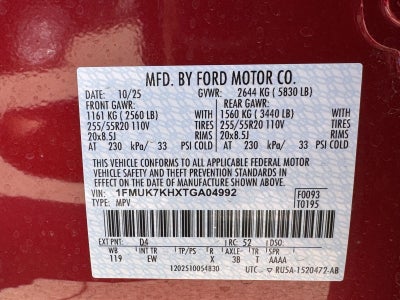 MFD. BY FORD MOTOR CO.
DATE: 10/25 GVWR: 2644 KG ( 5830 LB)
FRONT GAWR: REAR GAWR:
1161 KG ( 2560 LB) 1560 KG ( 3440 LB)
255/55R20 110V TIRES 255/55R20 110V TIRES
20x8.5J RIMS 20x8.5J RIMS
AT 230 kPa/ 33 PSI COLD AT 230 kPa/ 33 PSI COLD
THIS VEHICLE CONFORMS TO ALL APPLICABLE FEDERAL MOTOR
VEHICLE SAFETY AND THEFT PREVENTION STANDARDS IN
EFFECT ON THE DATE OF MANUFACTURE SHOWN ABOVE.
VIN: 1FMUK7KHXTGA04992 F0093
TYPE: MPV T0195
EXT PNT: D4 RC: 52 DSO:
WB BRK INT TR TP/PS R AXLE TR SPR
119 EW X 3B T AAAA
1202510054830 UTC RU5A-1520472-AB